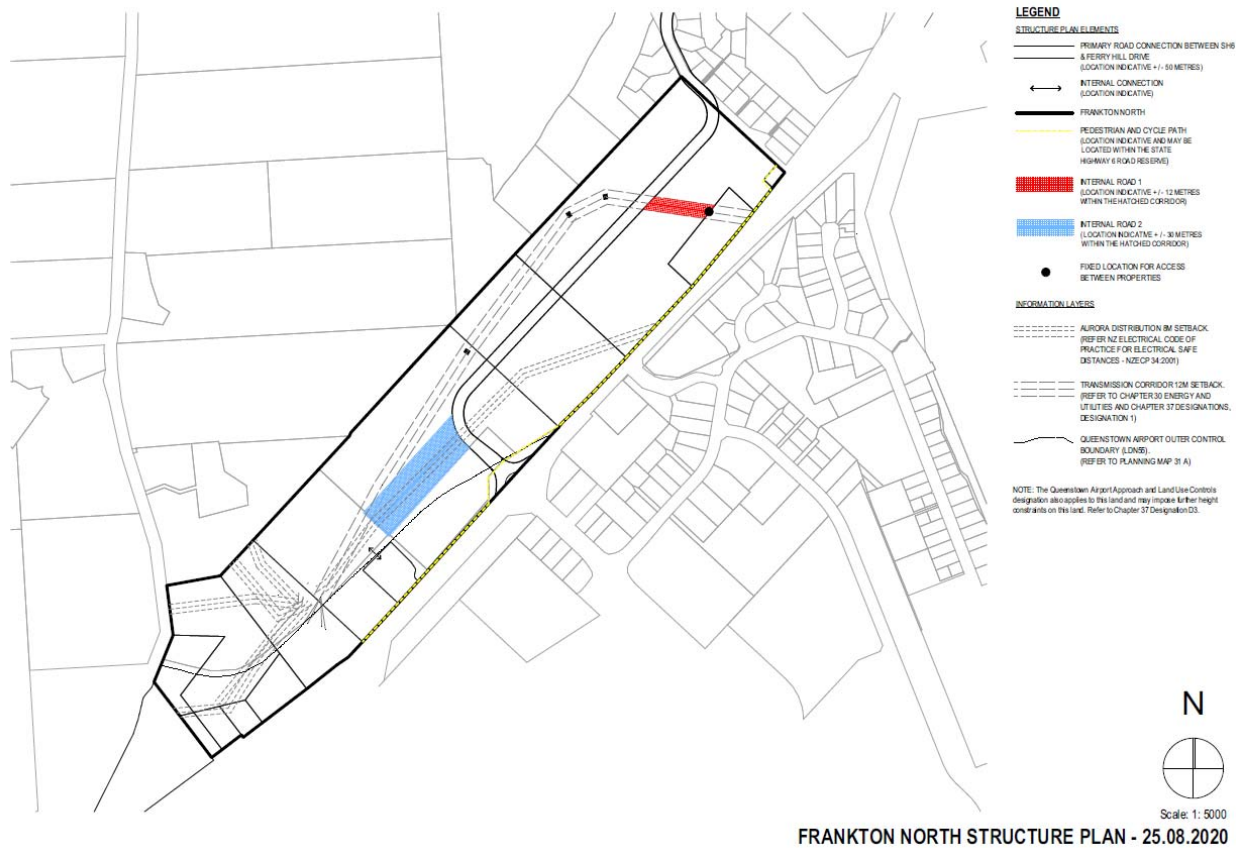 LEGEND
STRUCTURE PLAN ELEMENTS
PRIMARY ROAD CONNECTION BETWEEN SH6
& FERRY HILL DRIVE
(LOCATION INDICATIVE +/- 50 METRES)
INTERNAL CONNECTION
(LOCATION INDICATIVE)
FRANKTON NORTH
PEDESTRIAN AND CYCLE PATH
(LOCATION INDICATIVE AND MAY BE
LOCATED WITHIN THE STATE
HIGHWAY 6 ROAD RESERVE)
INTERNAL ROAD 1
(LOCATION INDICATIVE +/- 12 METRES
WITHIN THE HATCHED CORRIDOR)
INTERNAL ROAD 2
(LOCATION INDICATIVE +/- 30 METRES
WITHIN THE HATCHED CORRIDOR)
FIXED LOCATION FOR ACCESS
BETWEEN PROPERTIES
INFORMATION LAYERS
AURORA DISTRIBUTION 8M SETBACK.
(REFER NZ ELECTRICAL CODE OF
PRACTICE FOR ELECTRICAL SAFE
DISTANCES - NZECP 34:2001)
TRANSMISSION CORRIDOR 12M SETBACK.
(REFER TO CHAPTER 30 ENERGY AND
UTILITIES AND CHAPTER 37 DESIGNATIONS,
DESIGNATION 1)
QUEENSTOWN AIRPORT OUTER CONTROL
BOUNDARY (LDN55).
(REFER TO PLANNING MAP 31 A)
NOTE: The Queenstown Airport Approach and Land Use Controls
designation also applies to this land and may impose further height
constraints on this land. Refer to Chapter 37 Designation D3.
N
Scale: 1: 5000
FRANKTON NORTH STRUCTURE PLAN - 25.08.2020